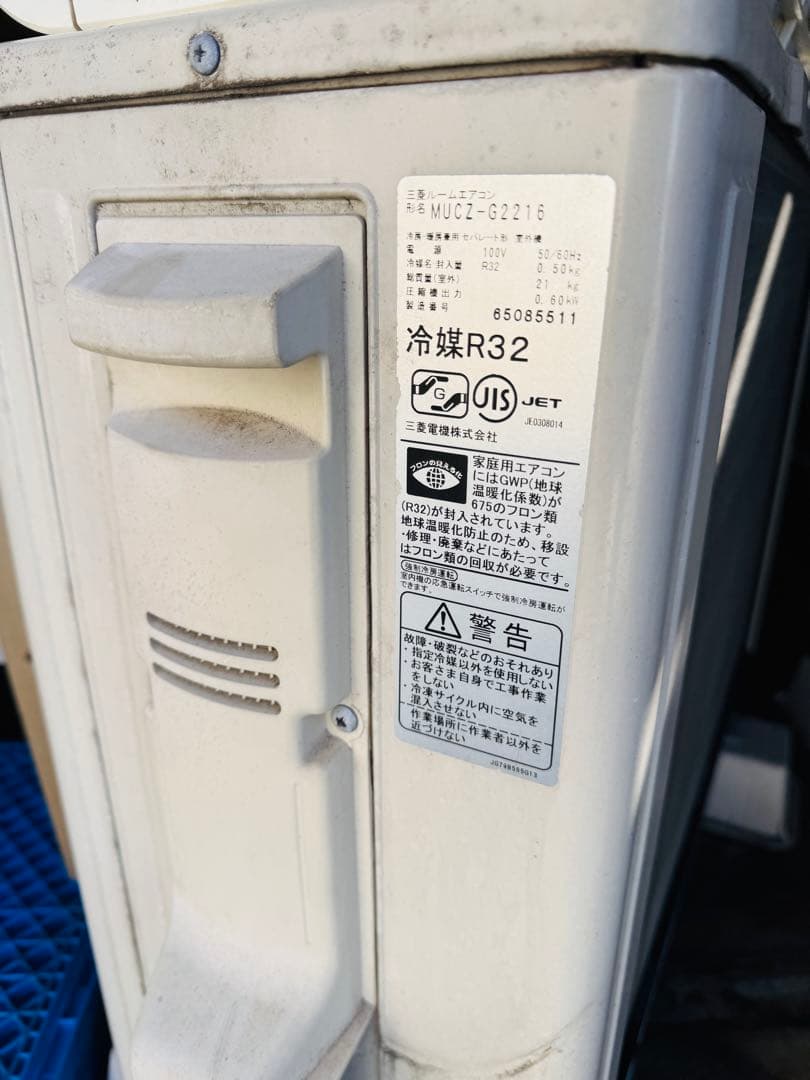 三菱ルームエアコン
形名 MUCZ-G2216
冷房・暖房兼用 セパレート形 室外機
電源 100V 50/60Hz
冷媒名・封入量 R32 0.50kg
総質量(室外) 21 kg
圧縮機出力 0.60kW
製造番号 65085511
冷媒R32
G JIS JET
JE0308014
三菱電機株式会社
フロンの見える化
家庭用エアコン
にはGWP(地球
温暖化係数)が
675のフロン類
(R32)が封入されています。
地球温暖化防止のため、移設
・修理・廃棄などにあたって
はフロン類の回収が必要です。
強制冷房運転
室内機の応急運転スイッチで強制冷房運転が
できます。
警告
故障・破裂などのおそれあり
・指定冷媒以外を使用しない
・お客さま自身で工事作業
をしない
・冷凍サイクル内に空気を
混入させない
・作業場所に作業者以外を
近づけない
JG79B595G13